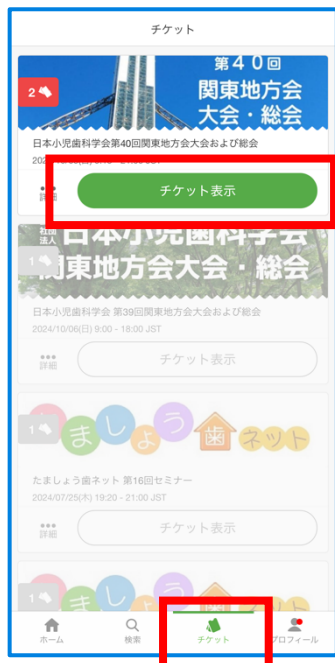 チケット
第40回
関東地方会
大会・総会
2
日本小児歯科学会第40回関東地方会大会および総会
詳細
チケット表示
社団
法人
日本小児歯科学会
1
関東地方会大会・総会
日本小児歯科学会 第39回関東地方会大会および総会
2024/10/06(日) 9:00 - 18:00 JST
詳細
チケット表示
1
ましょう歯ネット
たましょう歯ネット 第16回セミナー
2024/07/25(木) 19:20 - 21:00 JST
詳細
チケット表示
1
ホーム
検索
チケット
プロフィール